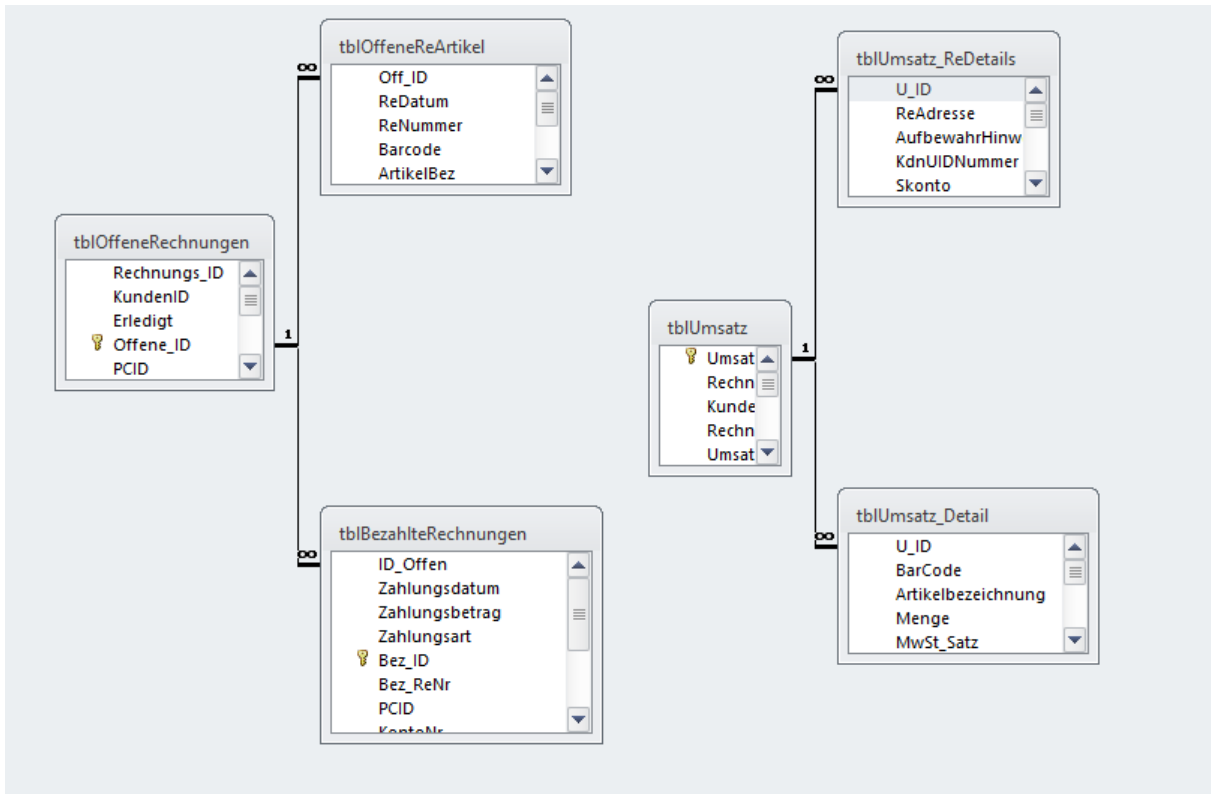 tblOffeneReArtikel
Off_ID
ReDatum
ReNummer
Barcode
ArtikelBez
∞
tblOffeneRechnungen
Rechnungs_ID
KundenID
Erledigt
Offene_ID
PCID
1
tblBezahlteRechnungen
ID_Offen
Zahlungsdatum
Zahlungsbetrag
Zahlungsart
Bez_ID
Bez_ReNr
PCID
KontoNr
∞
tblUmsatz_ReDetails
U_ID
ReAdresse
AufbewahrHinw
KdnUIDNummer
Skonto
∞
tblUmsatz
Umsat
Rechn
Kunde
Rechn
Umsat
1
tblUmsatz_Detail
U_ID
BarCode
Artikelbezeichnung
Menge
MwSt_Satz
∞